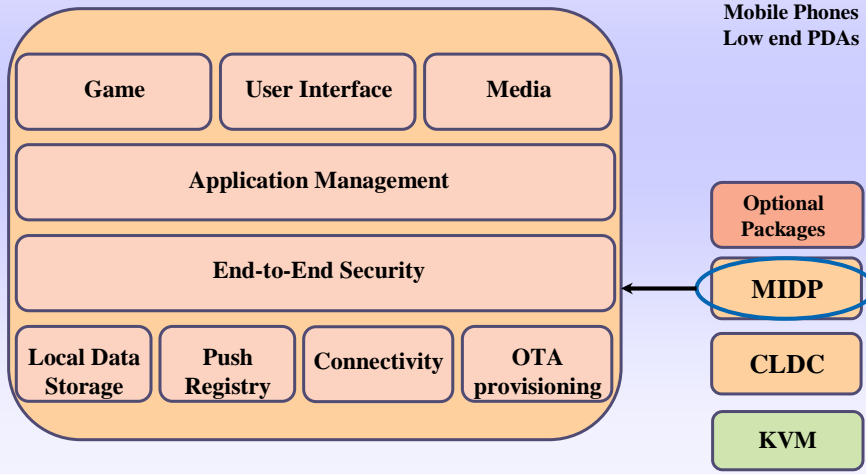 Mobile Phones
Low end PDAs
Game
User Interface
Media
Application Management
End-to-End Security
Local Data
Storage
Push
Registry
Connectivity
OTA
provisioning
Optional
Packages
MIDP
CLDC
KVM